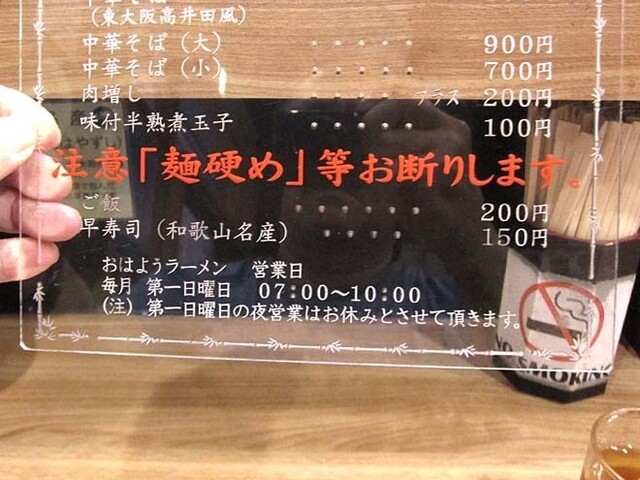 (東大阪高井田風)
中華そば(大) ・・・・・ 900円
中華そば(小) ・・・・・ 700円
肉増し ・・・・・ プラス 200円
味付半熟煮玉子 ・・・・・ 100円
注意「麺硬め」等お断りします。
ご飯 ・・・・・・ 200円
早寿司(和歌山名産) ・・・・・ 150円
おはようラーメン 営業日
毎月 第一日曜日 07:00〜10:00
(注) 第一日曜日の夜営業はお休みとさせて頂きます。
NO SMOKING